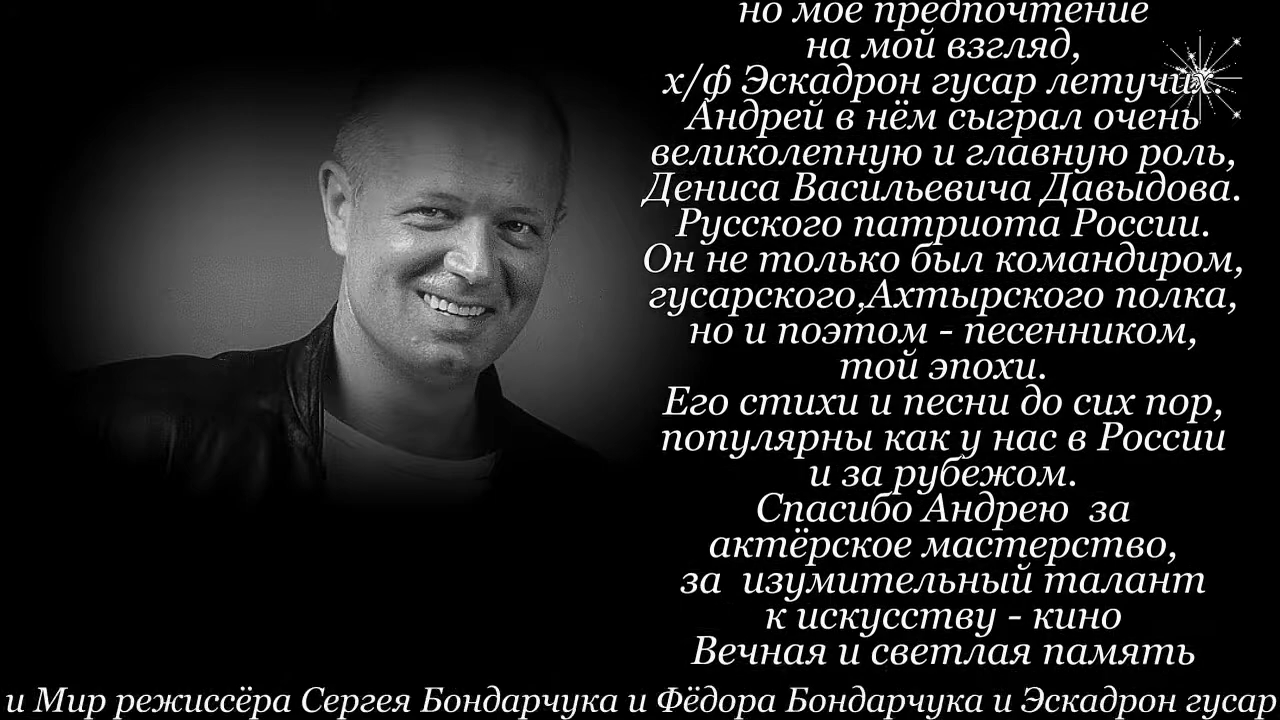 но мое предпочтение
на мой взгляд,
х/ф Эскадрон гусар летучих.
Андрей в нём сыграл очень
великолепную и главную роль,
Дениса Васильевича Давыдова.
Русского патриота России.
Он не только был командиром,
гусарского,Ахтырского полка,
но и поэтом - песенником,
той эпохи.
Его стихи и песни до сих пор,
популярны как у нас в России
и за рубежом.
Спасибо Андрею за
актёрское мастерство,
за изумительный талант
к искусству - кино
Вечная и светлая память
и Мир режиссёра Сергея Бондарчука и Фёдора Бондарчука и Эскадрон гусар